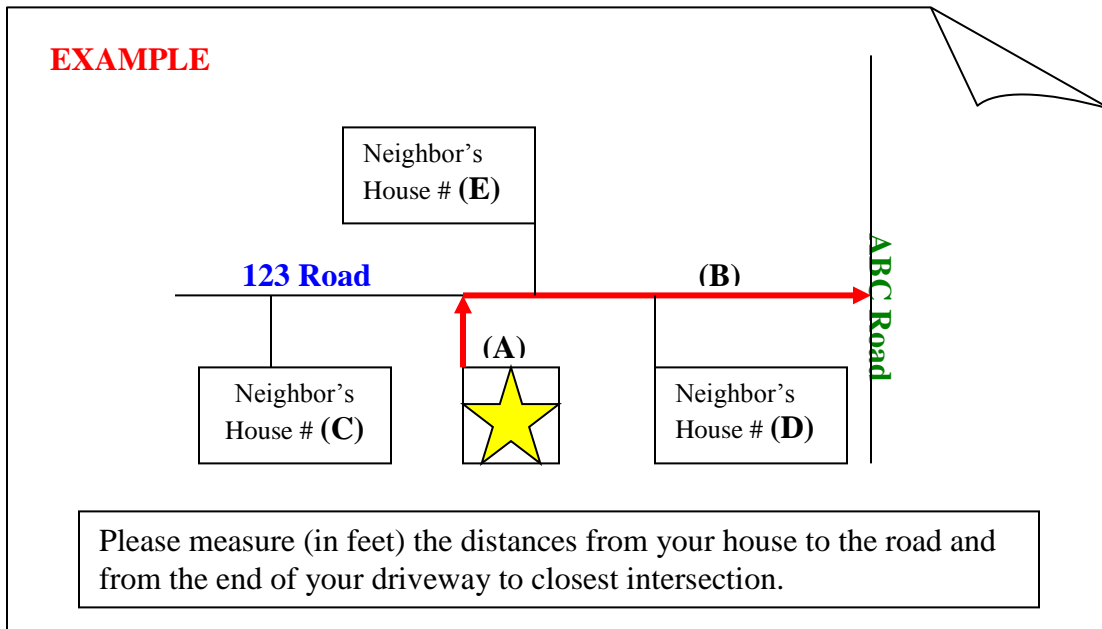 EXAMPLE
Neighbor's
House # (E)
123 Road
(B)
ABC Road
(A)
Neighbor's
House # (C)
Neighbor's
House # (D)
Please measure (in feet) the distances from your house to the road and
from the end of your driveway to closest intersection.